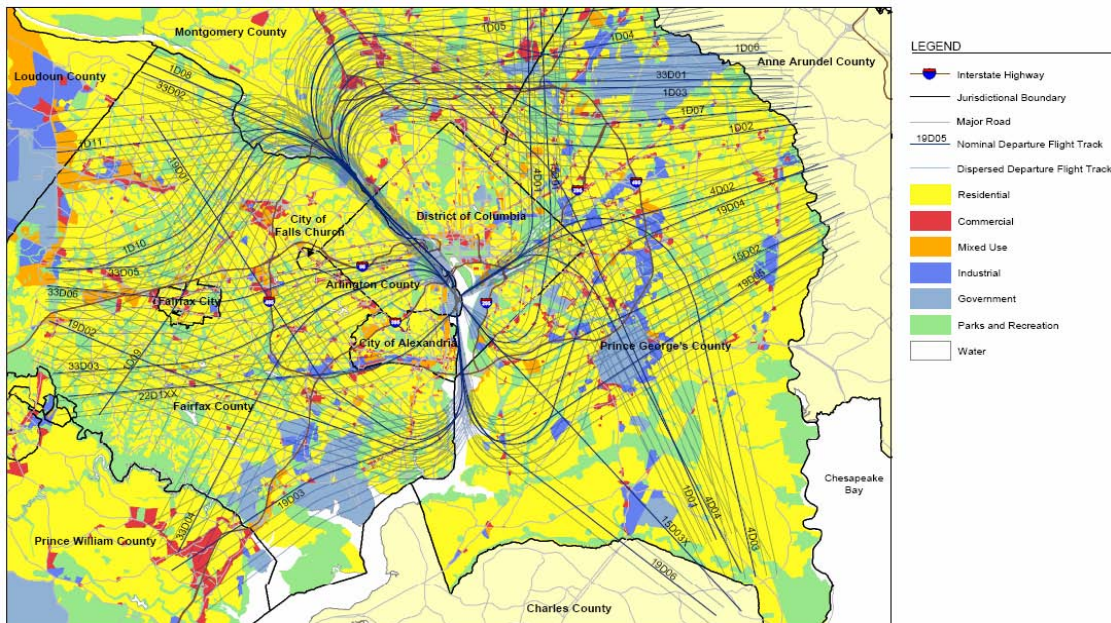 Montgomery County
1D05
1D04
1D06
Loudoun County
1D08
33D02
33D01
Anne Arundel County
1D03
1D07
1D02
1D11
19D01
4D01
4D02
19D04
City of
Falls Church
District of Columbia
1D10
15D02
Arlington County
33D06
Fairfax City
19D02
City of Alexandria
Prince George's County
33D03
22D1XX
Fairfax County
19D03
33D04
1D01
4D04
4D03
15D03X
19D06
Prince William County
Charles County
Chesapeake
Bay
LEGEND
Interstate Highway
Jurisdictional Boundary
Major Road
19D05
Nominal Departure Flight Track
Dispersed Departure Flight Track
Residential
Commercial
Mixed Use
Industrial
Government
Parks and Recreation
Water